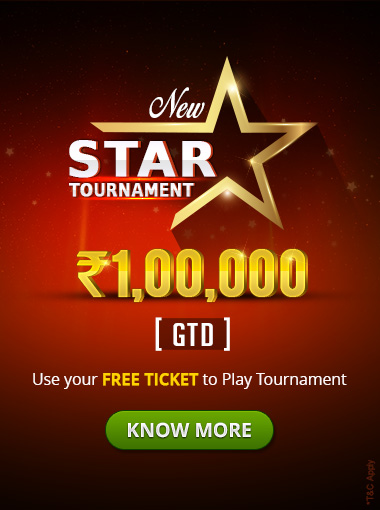 New
STAR
TOURNAMENT
₹1,00,000
[ GTD ]
Use your FREE TICKET to Play Tournament
KNOW MORE
*T&C Apply